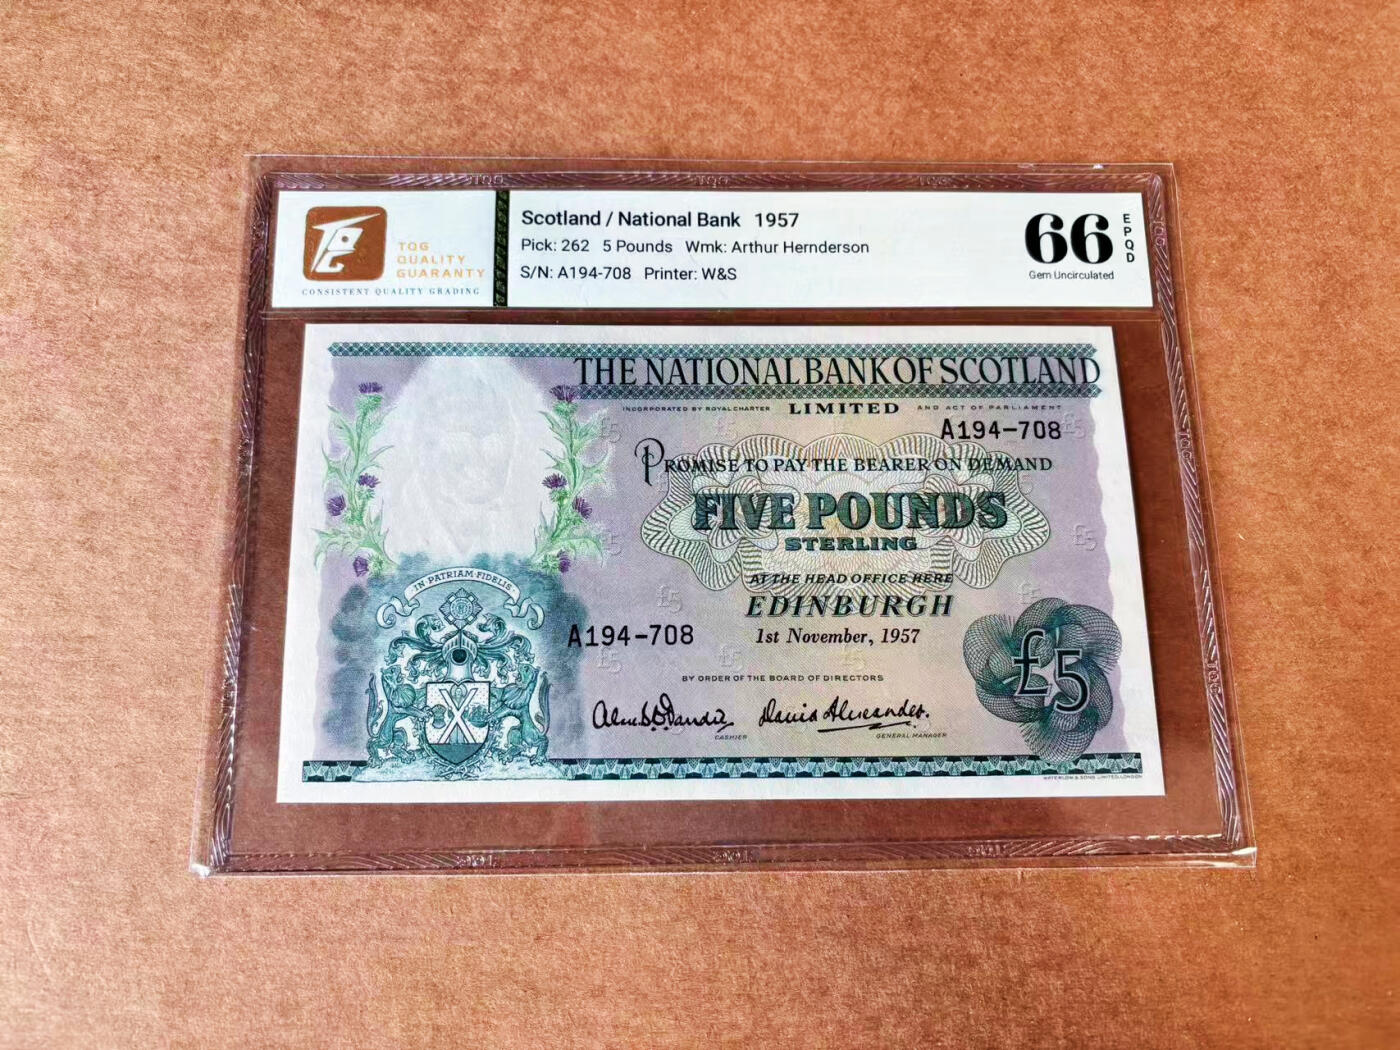 TQG
QUALITY
GUARANTY
CONSISTENT QUALITY GRADING
Scotland / National Bank 1957
Pick: 262 5 Pounds Wmk: Arthur Hernderson
S/N: A194-708 Printer: W&S
66
EPQD
Gem Uncirculated
THE NATIONAL BANK OF SCOTLAND
INCORPORATED BY ROYAL CHARTER LIMITED AND ACT OF PARLIAMENT
A194-708
PROMISE TO PAY THE BEARER ON DEMAND
FIVE POUNDS
STERLING
AT THE HEAD OFFICE HERE
EDINBURGH
IN PATRIAM FIDELIS
A194-708
1st November, 1957
£5
BY ORDER OF THE BOARD OF DIRECTORS
CASHIER
GENERAL MANAGER
WATERLOW & SONS LIMITED, LONDON